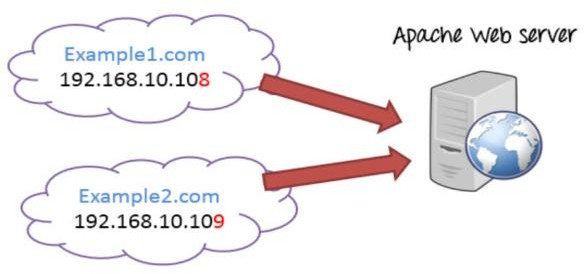 Example1.com
192.168.10.108
Apache Web server
Example2.com
192.168.10.109